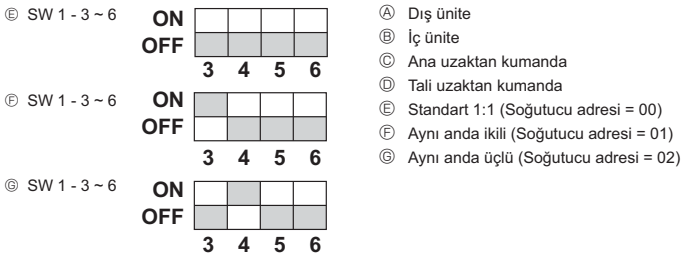 Ⓔ SW 1 - 3 ~ 6
ON
OFF
3 4 5 6
Ⓕ SW 1 - 3 ~ 6
ON
OFF
3 4 5 6
Ⓖ SW 1 - 3 ~ 6
ON
OFF
3 4 5 6
Ⓐ Dış ünite
Ⓑ İç ünite
Ⓒ Ana uzaktan kumanda
Ⓓ Tali uzaktan kumanda
Ⓔ Standart 1:1 (Soğutucu adresi = 00)
Ⓕ Aynı anda ikili (Soğutucu adresi = 01)
Ⓖ Aynı anda üçlü (Soğutucu adresi = 02)